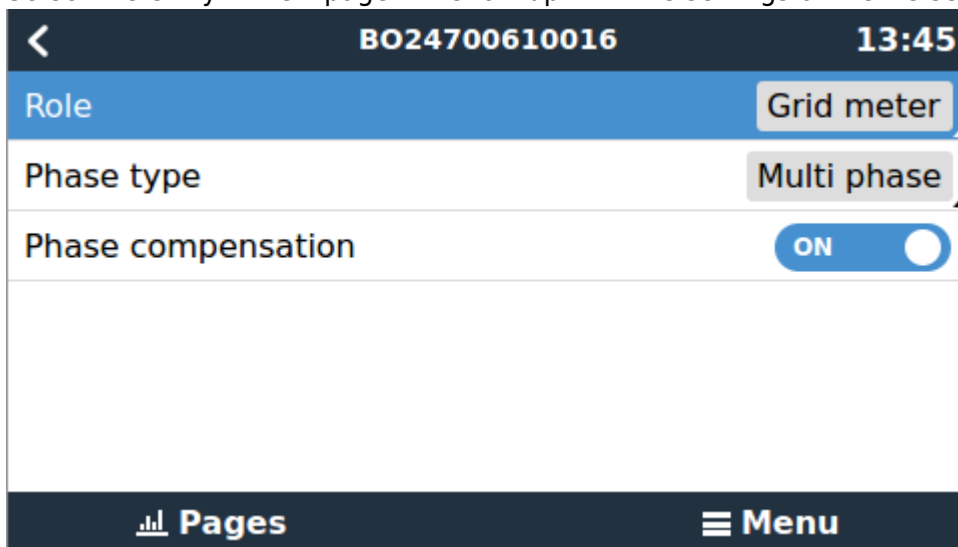 BO24700610016 13:45
Role Grid meter
Phase type Multi phase
Phase compensation ON
Pages Menu